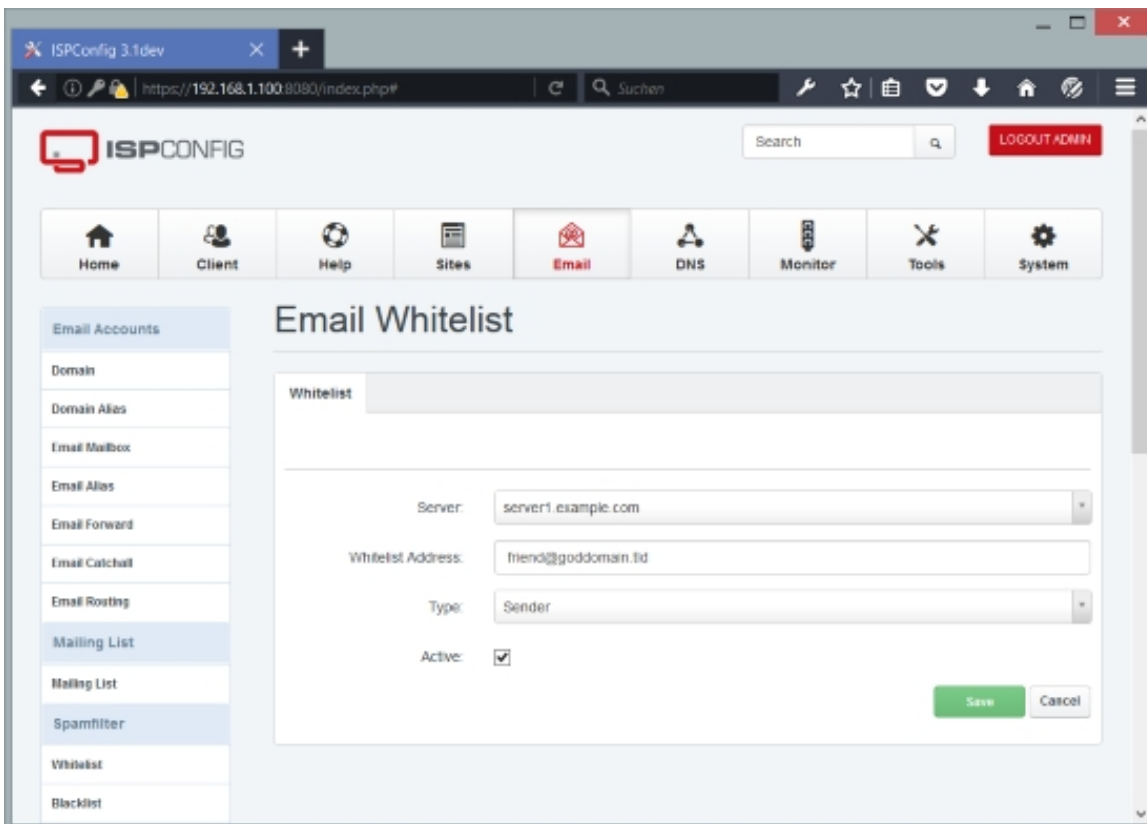 ISPConfig 3.1dev
https://192.168.1.100:8080/index.php#
Suchen
ISPCONFIG
Search
LOGOUT ADMIN
Home
Client
Help
Sites
Email
DNS
Monitor
Tools
System
Email Accounts
Domain
Domain Alias
Email Mailbox
Email Alias
Email Forward
Email Catchall
Email Routing
Mailing List
Mailing List
Spamfilter
Whitelist
Blacklist
Email Whitelist
Whitelist
Server: server1.example.com
Whitelist Address: friend@goddomain.tld
Type: Sender
Active:
Save Cancel